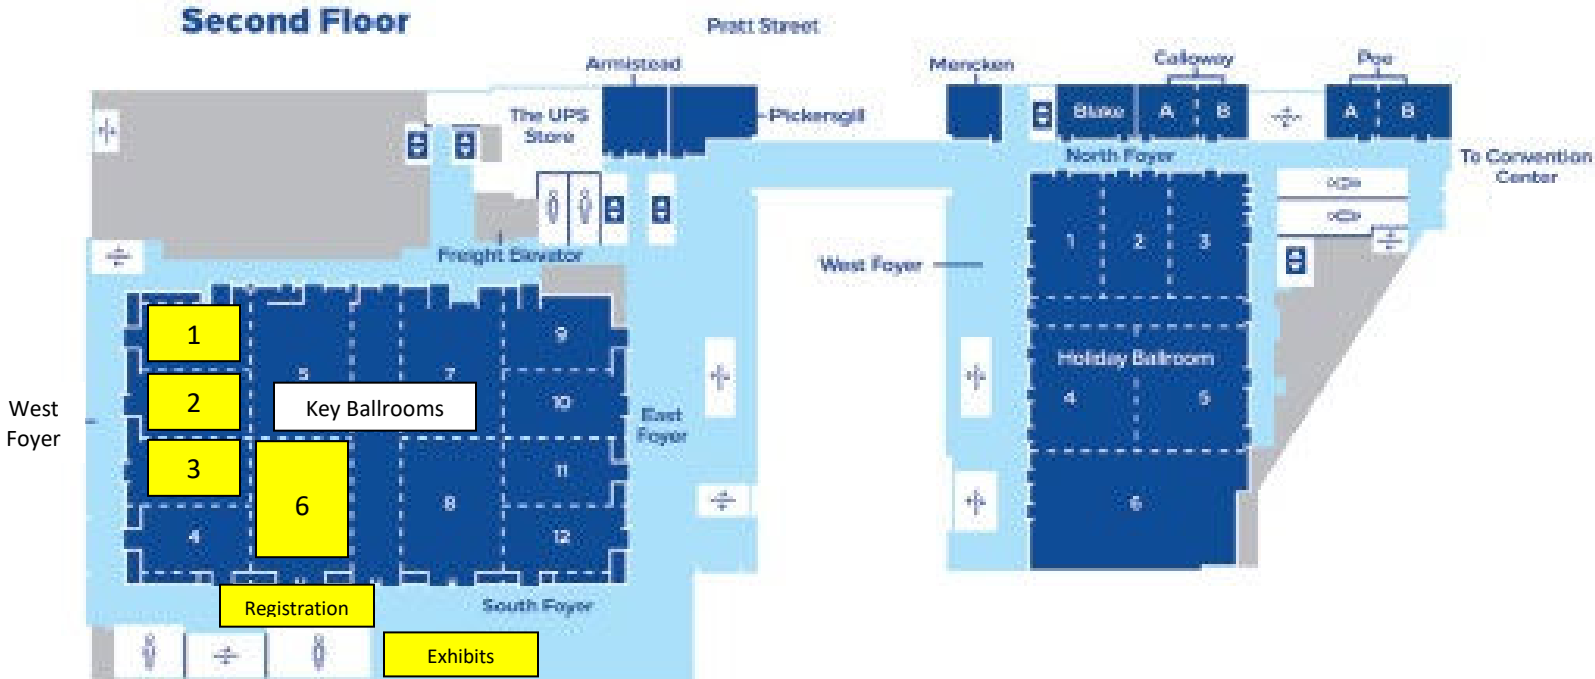 Second Floor
Pratt Street
Armistead
Mencken
Calloway
Poe
The UPS
Store
Pickersgill
Blake
A
B
A
B
North Foyer
To Convention
Center
1
2
3
Freight Elevator
West Foyer
1
5
7
9
Holiday Ballroom
2
Key Ballrooms
10
4
5
West
Foyer
East
Foyer
3
6
8
11
6
4
12
Registration
South Foyer
Exhibits